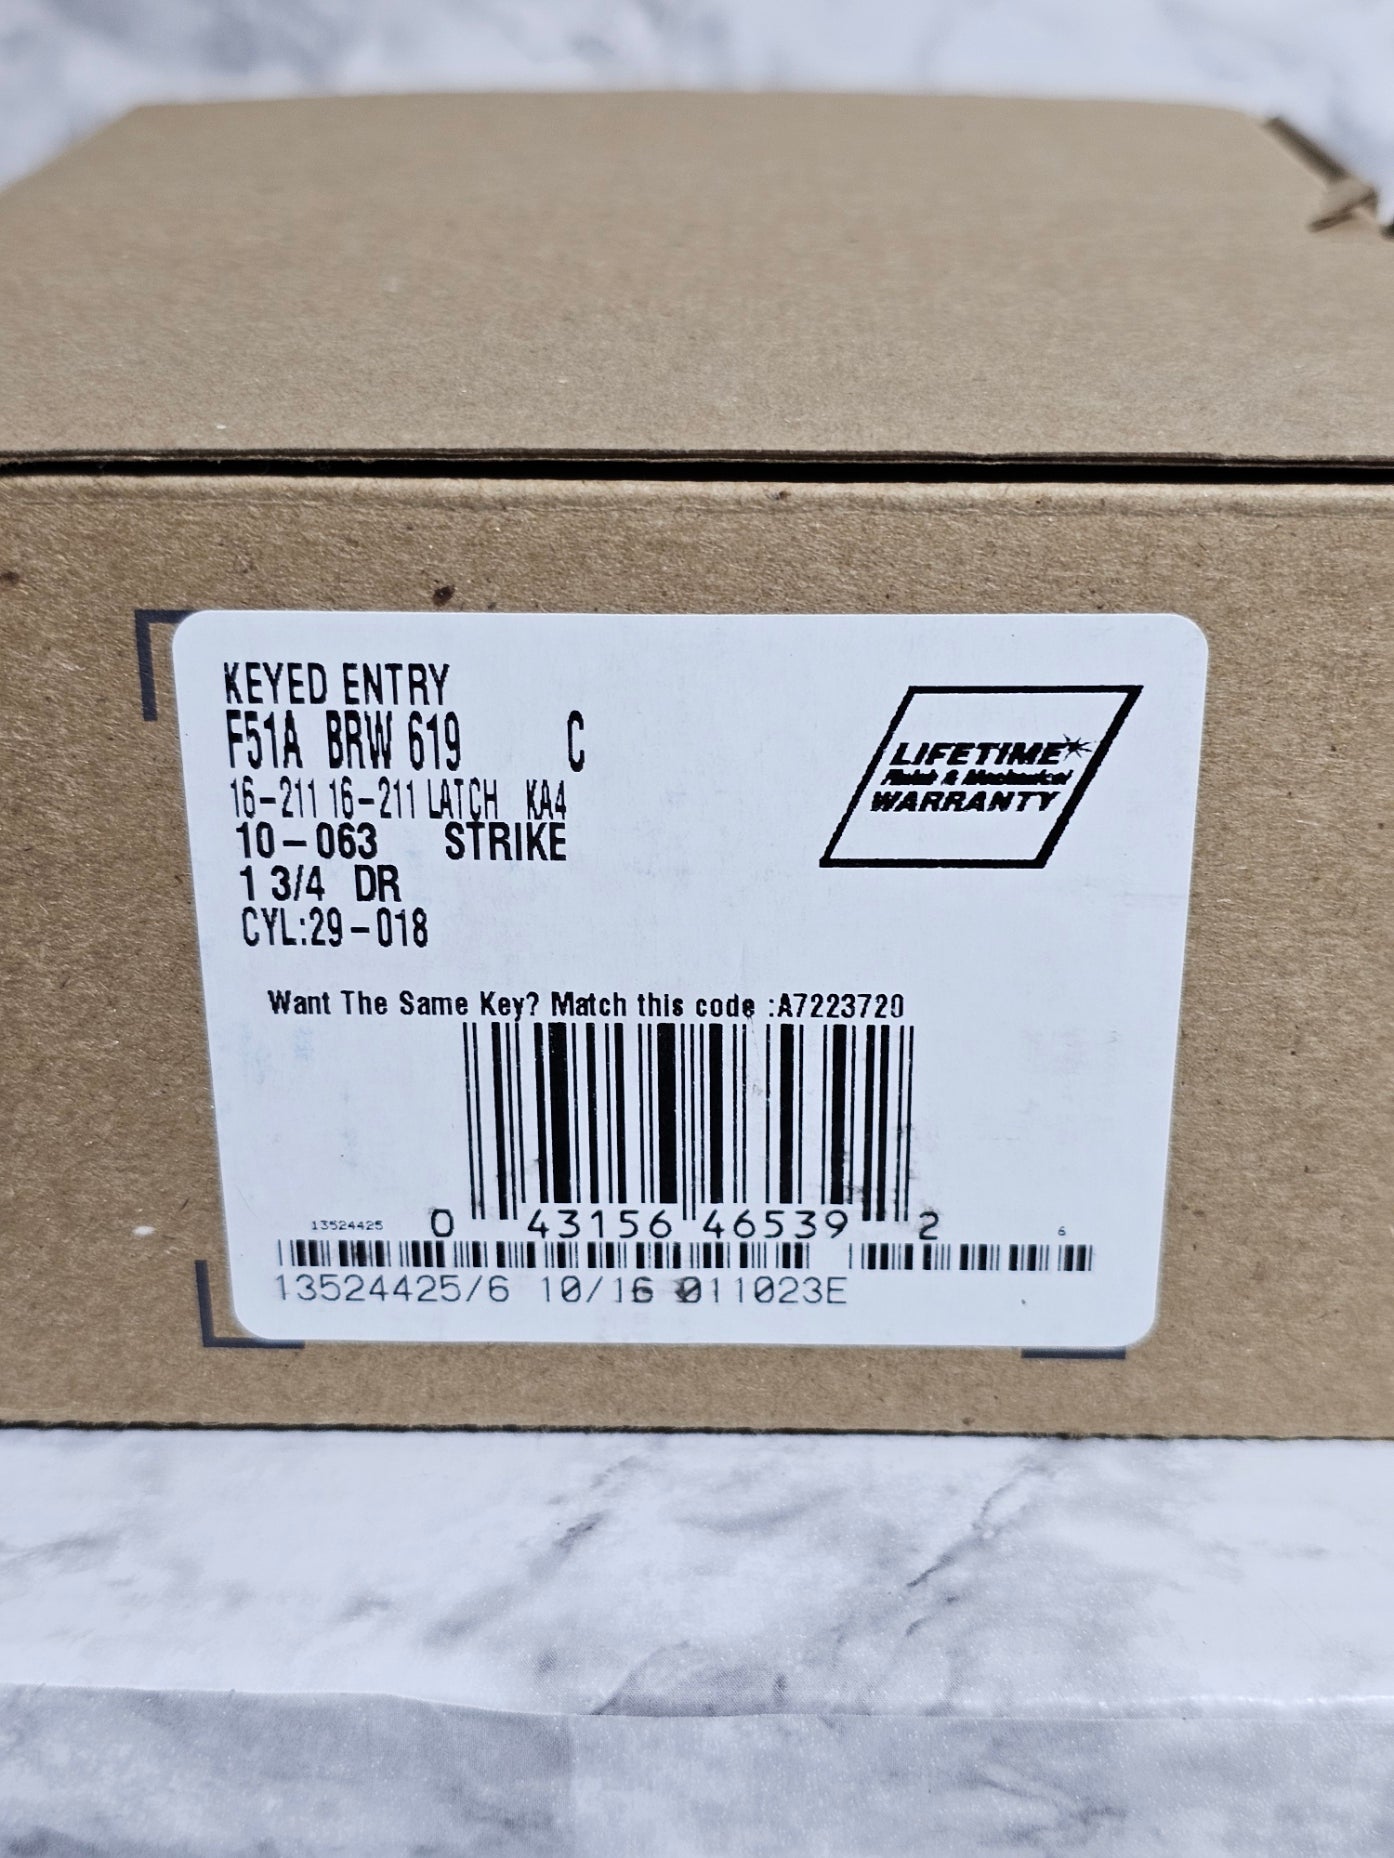 KEYED ENTRY
F51A BRW 619 C
16-211 16-211 LATCH KA4
10-063 STRIKE
1 3/4 DR
CYL:29-018
LIFETIME
& Mechanical
WARRANTY
Want The Same Key? Match this code :A7223720
13524425
0 43156 46539 2
6
13524425/6 10/16 011023E